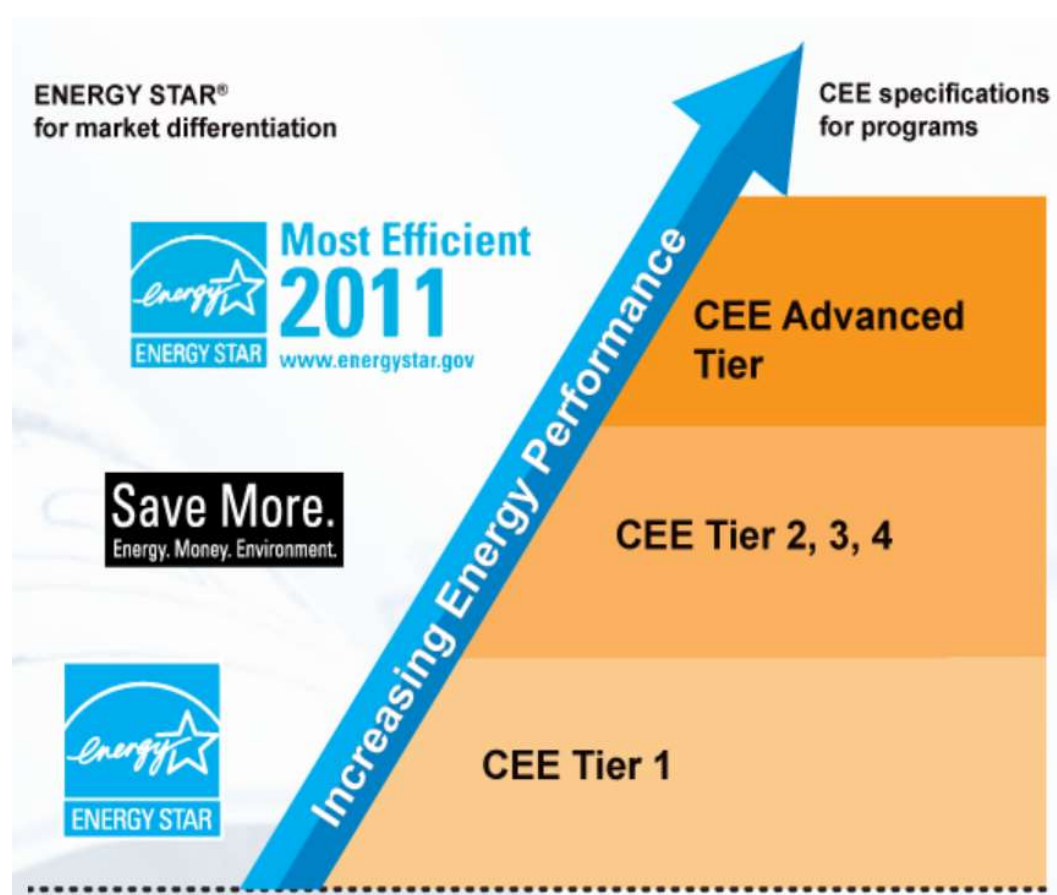 ENERGY STAR®
for market differentiation
CEE specifications
for programs
energy
ENERGY STAR
Most Efficient
2011
www.energystar.gov
CEE Advanced
Tier
Increasing Energy Performance
Save More.
Energy. Money. Environment.
CEE Tier 2, 3, 4
energy
ENERGY STAR
CEE Tier 1